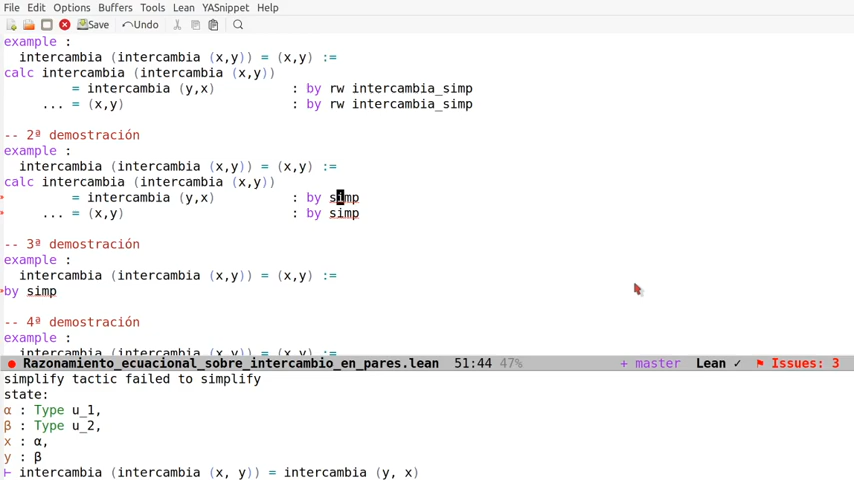 File Edit Options Buffers Tools Lean YASnippet Help
Save Undo
example :
intercambia (intercambia (x,y)) = (x,y) :=
calc intercambia (intercambia (x,y))
= intercambia (y,x) : by rw intercambia_simp
... = (x,y) : by rw intercambia_simp
-- 2ª demostración
example :
intercambia (intercambia (x,y)) = (x,y) :=
calc intercambia (intercambia (x,y))
= intercambia (y,x) : by simp
... = (x,y) : by simp
-- 3ª demostración
example :
intercambia (intercambia (x,y)) = (x,y) :=
by simp
-- 4ª demostración
example :
intercambia (intercambia (x,y)) = (x,y) :=
Razonamiento_ecuacional_sobre_intercambio_en_pares.lean 51:44 47% + master Lean ✓ Issues: 3
simplify tactic failed to simplify
state:
α : Type u_1,
β : Type u_2,
x : α,
y : β
⊢ intercambia (intercambia (x, y)) = intercambia (y, x)